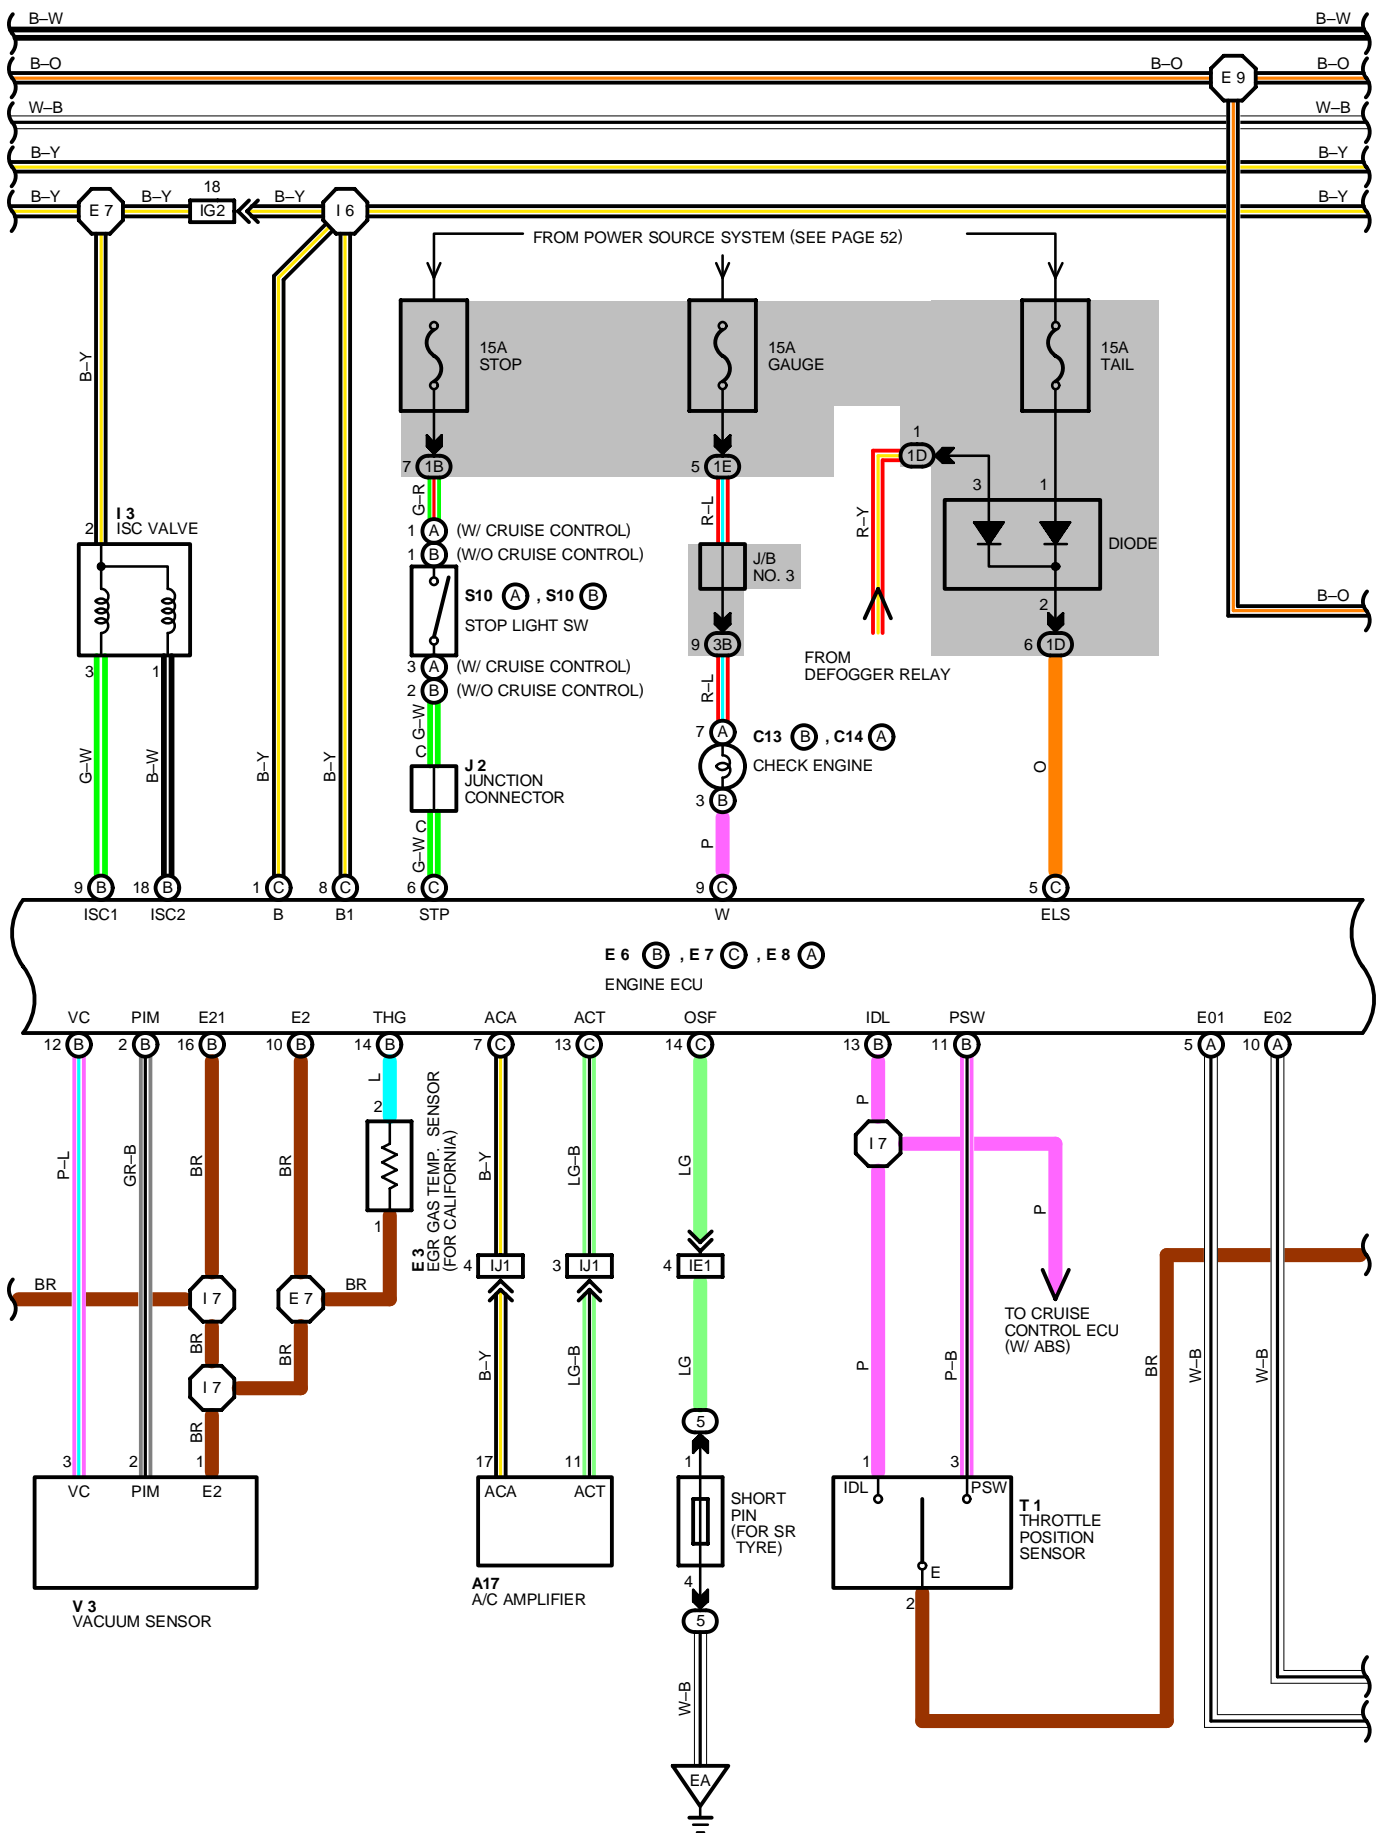 B–W B–W
B–O B–O E 9 B–O
W–B W–B
B–Y B–Y
B–Y E 7 B–Y 18 IG2 B–Y I 6 B–Y
FROM POWER SOURCE SYSTEM (SEE PAGE 52)
15A
STOP
15A
GAUGE
15A
TAIL
B–Y
7 1B
5 1E
1
1D
3 1
G–R
R–L
R–Y
DIODE
I 3
ISC VALVE
2
1 A (W/ CRUISE CONTROL)
1 B (W/O CRUISE CONTROL)
S10 A , S10 B
STOP LIGHT SW
J/B
NO. 3
2
B–O
3 1
3 A (W/ CRUISE CONTROL)
2 B (W/O CRUISE CONTROL)
9 3B
6 1D
FROM
DEFOGGER RELAY
G–W
B–W
B–Y
B–Y
G–W
C
J 2
JUNCTION
CONNECTOR
C
G–W
R–L
7 A
C13 B , C14 A
CHECK ENGINE
3 B
P
O
9 B 18 B 1 C 8 C 6 C 9 C 5 C
ISC1 ISC2 B B1 STP W ELS
E 6 B , E 7 C , E 8 A
ENGINE ECU
VC PIM E21 E2 THG ACA ACT OSF IDL PSW E01 E02
12 B 2 B 16 B 10 B 14 B 7 C 13 C 14 C 13 B 11 B 5 A 10 A
P–L
GR–B
BR
BR
L
2
1
E 3
EGR GAS TEMP. SENSOR
(FOR CALIFORNIA)
B–Y
LG–B
LG
P
I 7
P
4 IJ1 3 IJ1 4 IE1
BR I 7 E 7 BR
TO CRUISE
CONTROL ECU
(W/ ABS)
BR
BR
I 7
BR
B–Y
LG–B
LG
P
P–B
BR
W–B
W–B
5
3 2 1 17 11 1 1 3
VC PIM E2
ACA ACT
IDL PSW
E
2
SHORT
PIN
(FOR SR
TYRE)
4
5
T 1
THROTTLE
POSITION
SENSOR
A17
A/C AMPLIFIER
V 3
VACUUM SENSOR
W–B
EA